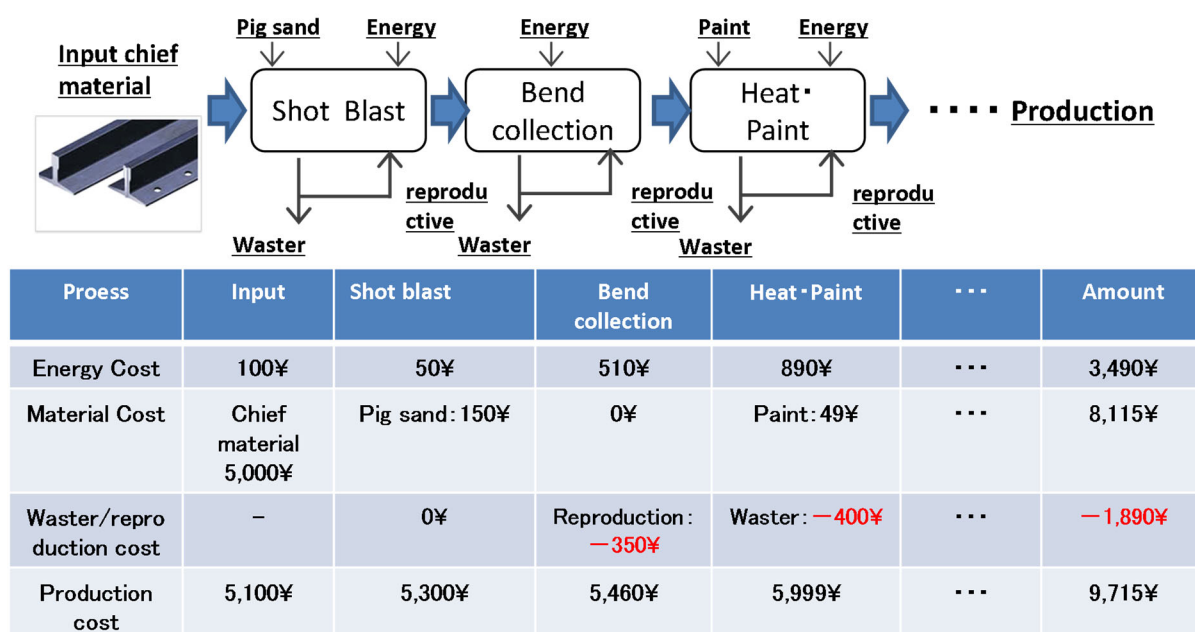 Pig sand
Energy
Energy
Paint
Energy
Input chief
material
Shot Blast
Bend
collection
Heat・
Paint
・・・・ Production
reprodu
ctive
reprodu
ctive
reprodu
ctive
Waster
Waster
Waster
Proess
Input
Shot blast
Bend
collection
Heat・Paint
・・・
Amount
Energy Cost
100¥
50¥
510¥
890¥
・・・
3,490¥
Material Cost
Chief
material
5,000¥
Pig sand:150¥
0¥
Paint:49¥
・・・
8,115¥
Waster/repro
duction cost
−
0¥
Reproduction:
−350¥
Waster:−400¥
・・・
−1,890¥
Production
cost
5,100¥
5,300¥
5,460¥
5,999¥
・・・
9,715¥